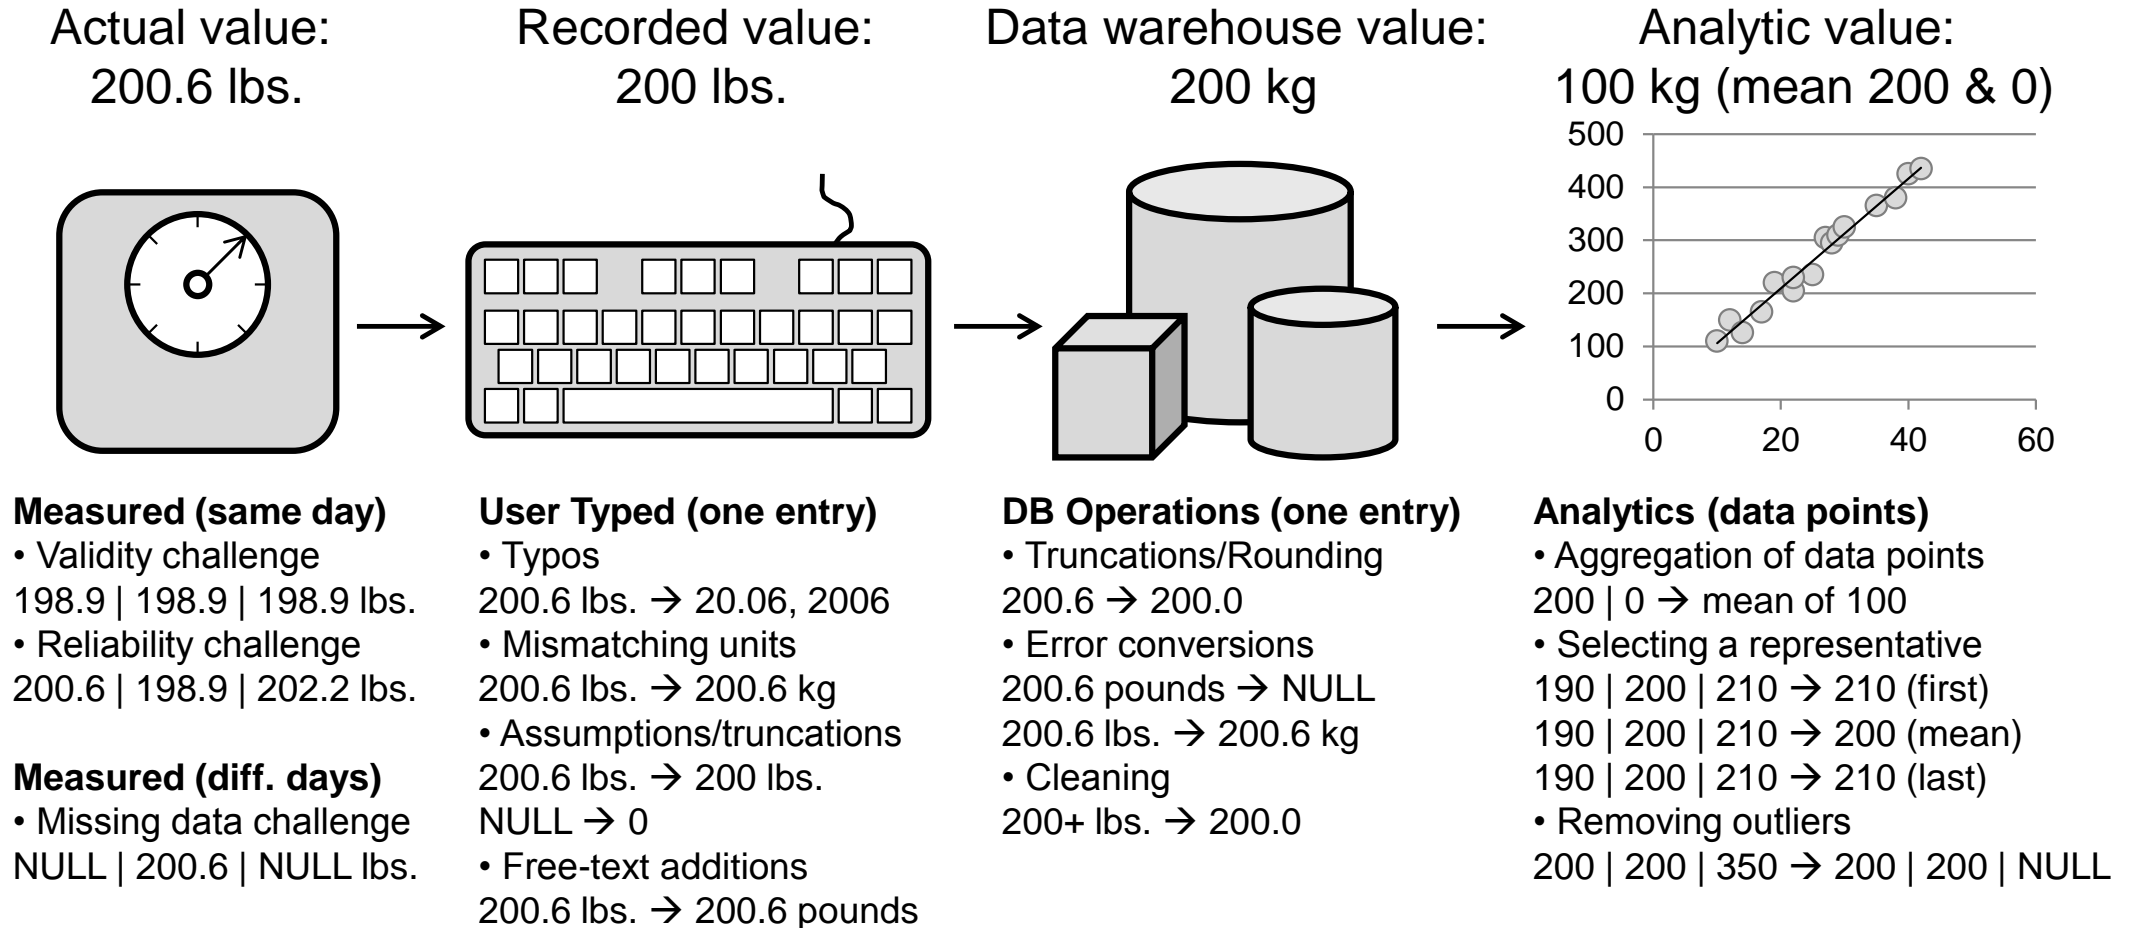 Actual value:
200.6 lbs.
Recorded value:
200 lbs.
Data warehouse value:
200 kg
Analytic value:
100 kg (mean 200 & 0)
500
400
300
200
100
0
0
20
40
60
Measured (same day)
• Validity challenge
198.9 | 198.9 | 198.9 lbs.
• Reliability challenge
200.6 | 198.9 | 202.2 lbs.
Measured (diff. days)
• Missing data challenge
NULL | 200.6 | NULL lbs.
User Typed (one entry)
• Typos
200.6 lbs. → 20.06, 2006
• Mismatching units
200.6 lbs. → 200.6 kg
• Assumptions/truncations
200.6 lbs. → 200 lbs.
NULL → 0
• Free-text additions
200.6 lbs. → 200.6 pounds
DB Operations (one entry)
• Truncations/Rounding
200.6 → 200.0
• Error conversions
200.6 pounds → NULL
200.6 lbs. → 200.6 kg
• Cleaning
200+ lbs. → 200.0
Analytics (data points)
• Aggregation of data points
200 | 0 → mean of 100
• Selecting a representative
190 | 200 | 210 → 210 (first)
190 | 200 | 210 → 200 (mean)
190 | 200 | 210 → 210 (last)
• Removing outliers
200 | 200 | 350 → 200 | 200 | NULL